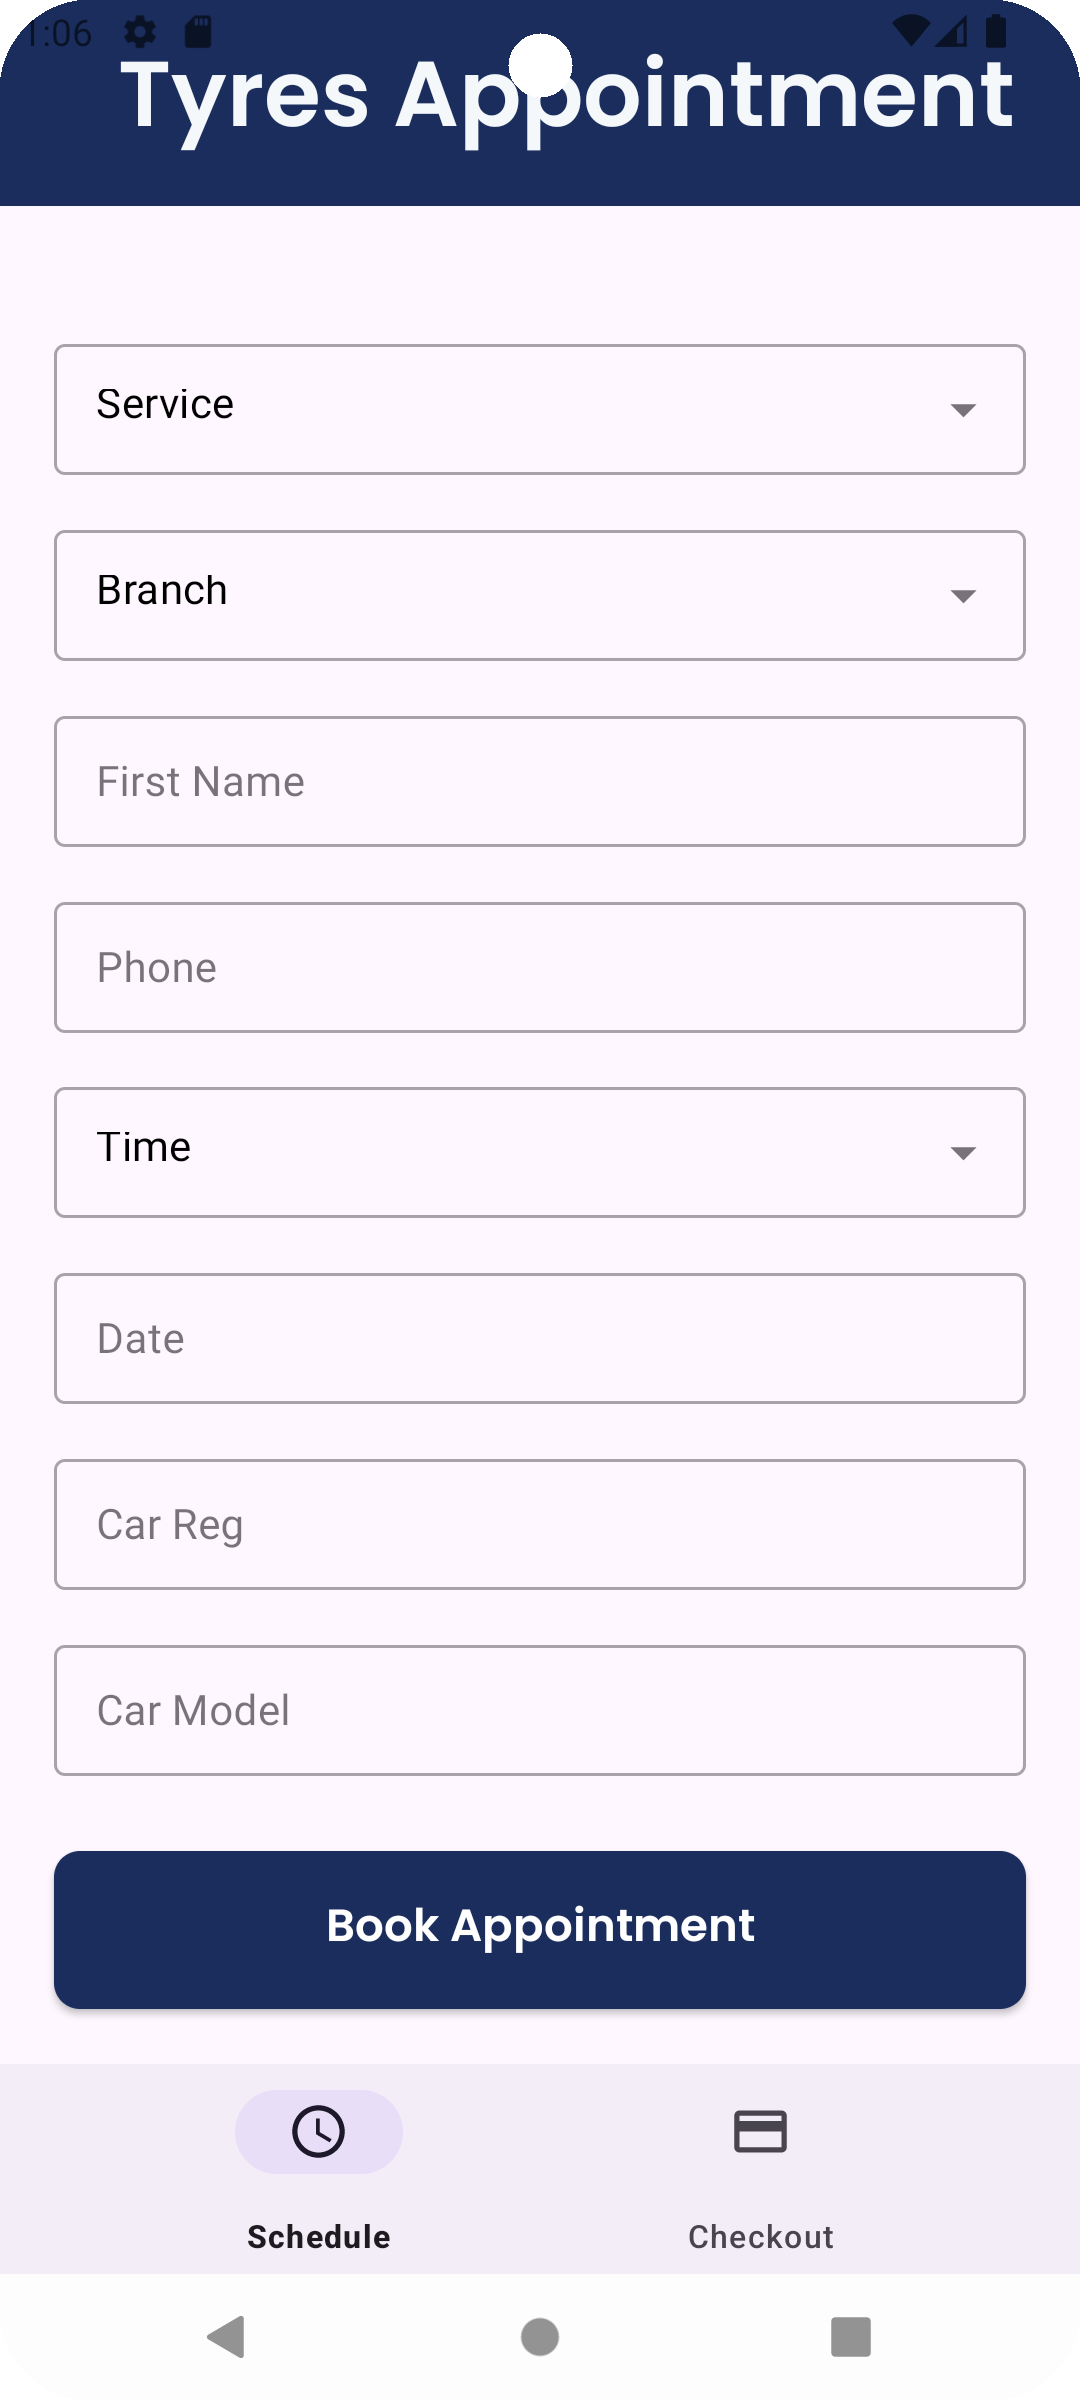 1:06
Tyres Appointment
Service
Branch
First Name
Phone
Time
Date
Car Reg
Car Model
Book Appointment
Schedule
Checkout